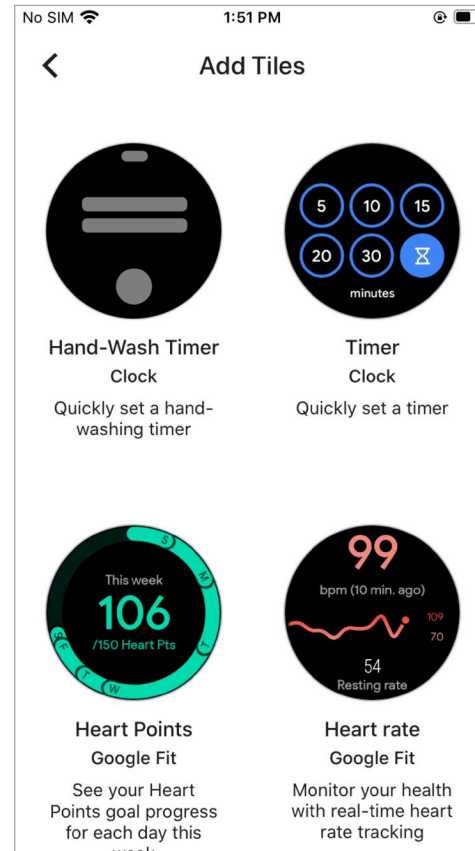 No SIM 1:51 PM
Add Tiles
5 10 15
20 30
minutes
Hand-Wash Timer
Clock
Quickly set a hand-
washing timer
Timer
Clock
Quickly set a timer
This week
106
/150 Heart Pts
S
M
T
W
T
F
S
Heart Points
Google Fit
See your Heart
Points goal progress
for each day this
week
99
bpm (10 min. ago)
109
70
54
Resting rate
Heart rate
Google Fit
Monitor your health
with real-time heart
rate tracking